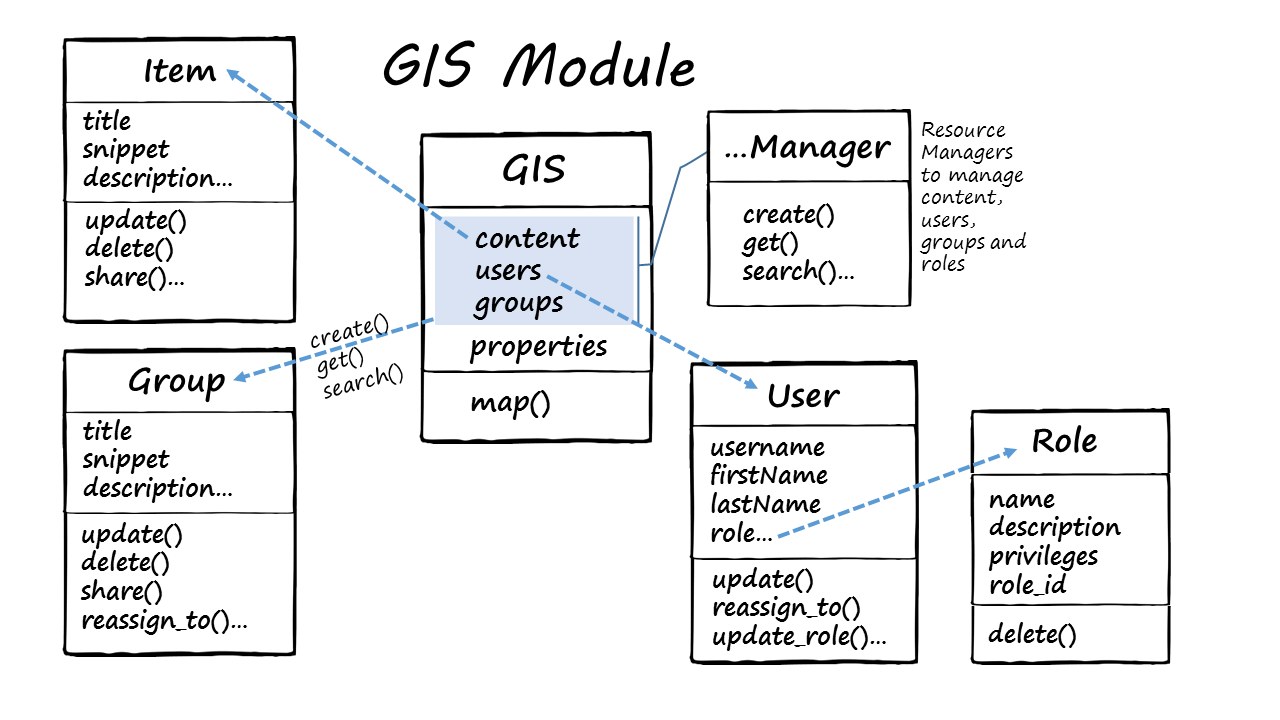 GIS Module
Item
title
snippet
description...
update()
delete()
share()...
GIS
content
users
groups
properties
map()
...Manager
create()
get()
search()...
Resource
Managers
to manage
content,
users,
groups and
roles
create()
get()
search()
Group
title
snippet
description...
update()
delete()
share()
reassign_to()...
User
username
firstName
lastName
role...
update()
reassign_to()
update_role()...
Role
name
description
privileges
role_id
delete()